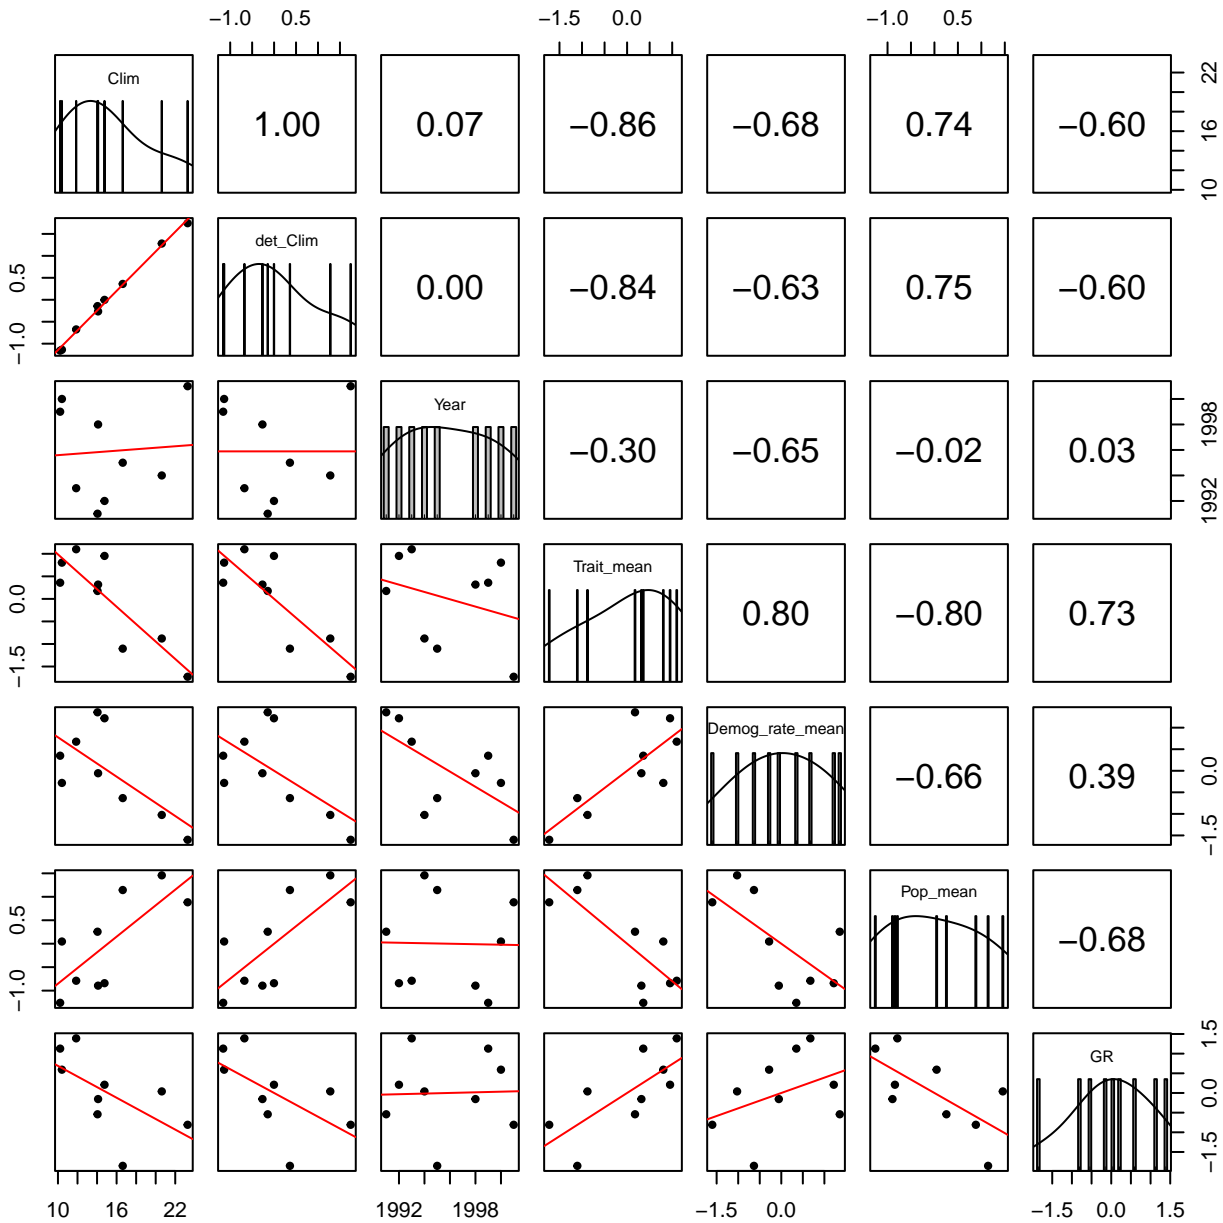 −1.0 0.5 −1.5 0.0 −1.0 0.5
Clim 1.00 0.07 −0.86 −0.68 0.74 −0.60
10 16 22
det_Clim 0.00 −0.84 −0.63 0.75 −0.60
−1.0 0.5
Year −0.30 −0.65 −0.02 0.03
1992 1998
Trait_mean 0.80 −0.80 0.73
−1.5 0.0
Demog_rate_mean −0.66 0.39
−1.5 0.0
Pop_mean −0.68
−1.0 0.5
GR
−1.5 0.0 1.5
10 16 22 1992 1998 −1.5 0.0 −1.5 0.0 1.5